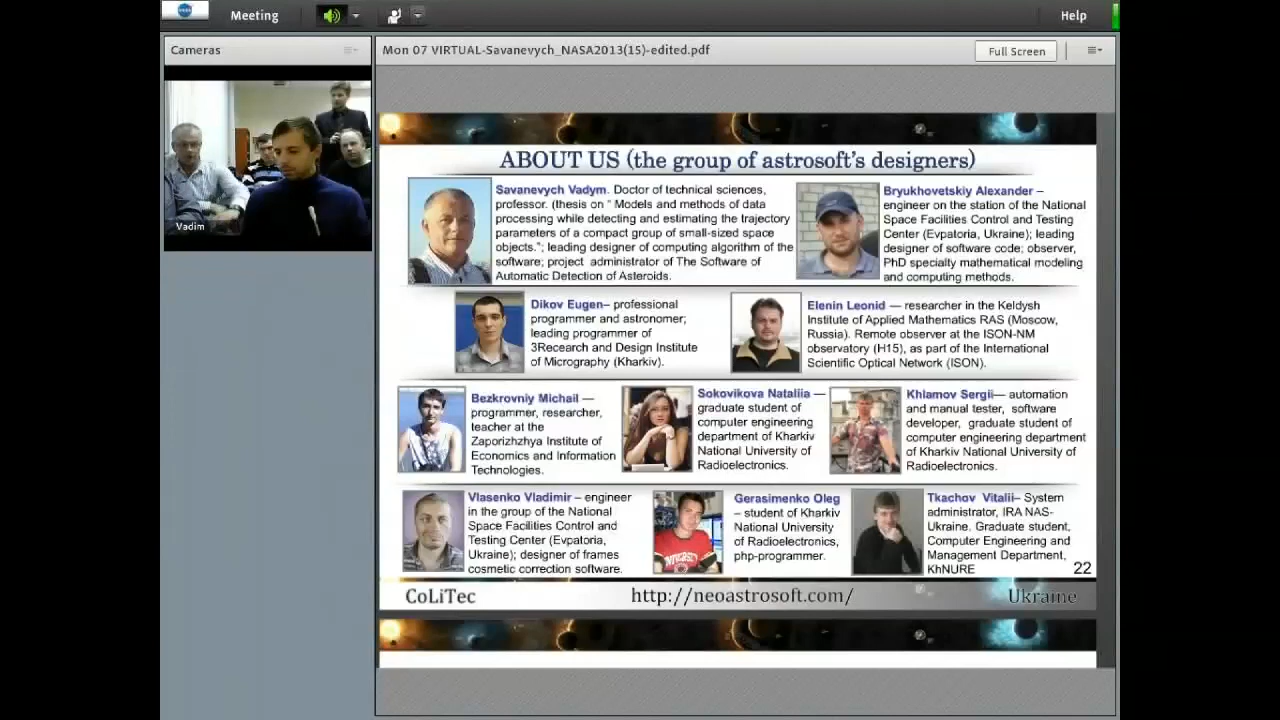 NASA
Meeting
Help
Cameras
Mon 07 VIRTUAL-Savanevych_NASA2013(15)-edited.pdf
Full Screen
Vadim
ABOUT US (the group of astrosoft's designers)
Savanevych Vadym. Doctor of technical sciences,
professor. (thesis on “ Models and methods of data
processing while detecting and estimating the trajectory
parameters of a compact group of small-sized space
objects.”; leading designer of computing algorithm of the
software; project administrator of The Software of
Automatic Detection of Asteroids.
Bryukhovetskiy Alexander –
engineer on the station of the National
Space Facilities Control and Testing
Center (Evpatoria, Ukraine); leading
designer of software code; observer,
PhD specialty mathematical modeling
and computing methods.
Dikov Eugen– professional
programmer and astronomer;
leading programmer of
3Recearch and Design Institute
of Micrography (Kharkiv).
Elenin Leonid — researcher in the Keldysh
Institute of Applied Mathematics RAS (Moscow,
Russia). Remote observer at the ISON-NM
observatory (H15), as part of the International
Scientific Optical Network (ISON).
Bezkrovniy Michail —
programmer, researcher,
teacher at the
Zaporizhzhya Institute of
Economics and Information
Technologies.
Sokovikova Nataliia —
graduate student of
computer engineering
department of Kharkiv
National University of
Radioelectronics.
Khlamov Sergii— automation
and manual tester, software
developer, graduate student of
computer engineering department
of Kharkiv National University of
Radioelectronics.
Vlasenko Vladimir – engineer
in the group of the National
Space Facilities Control and
Testing Center (Evpatoria,
Ukraine); designer of frames
cosmetic correction software.
Gerasimenko Oleg
– student of Kharkiv
National University
of Radioelectronics,
php-programmer.
Tkachov Vitalii– System
administrator, IRA NAS-
Ukraine. Graduate student,
Computer Engineering and
Management Department,
KhNURE
22
CoLiTec
http://neoastrosoft.com/
Ukraine